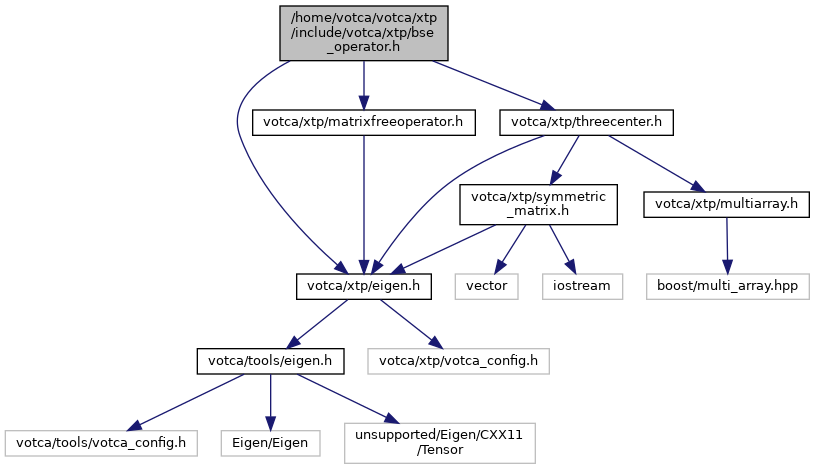 /home/votca/votca/xtp
/include/votca/xtp/bse
_operator.h
votca/xtp/matrixfreeoperator.h
votca/xtp/threecenter.h
votca/xtp/symmetric
_matrix.h
votca/xtp/multiarray.h
votca/xtp/eigen.h
vector
iostream
boost/multi_array.hpp
votca/tools/eigen.h
votca/xtp/votca_config.h
votca/tools/votca_config.h
Eigen/Eigen
unsupported/Eigen/CXX11
/Tensor